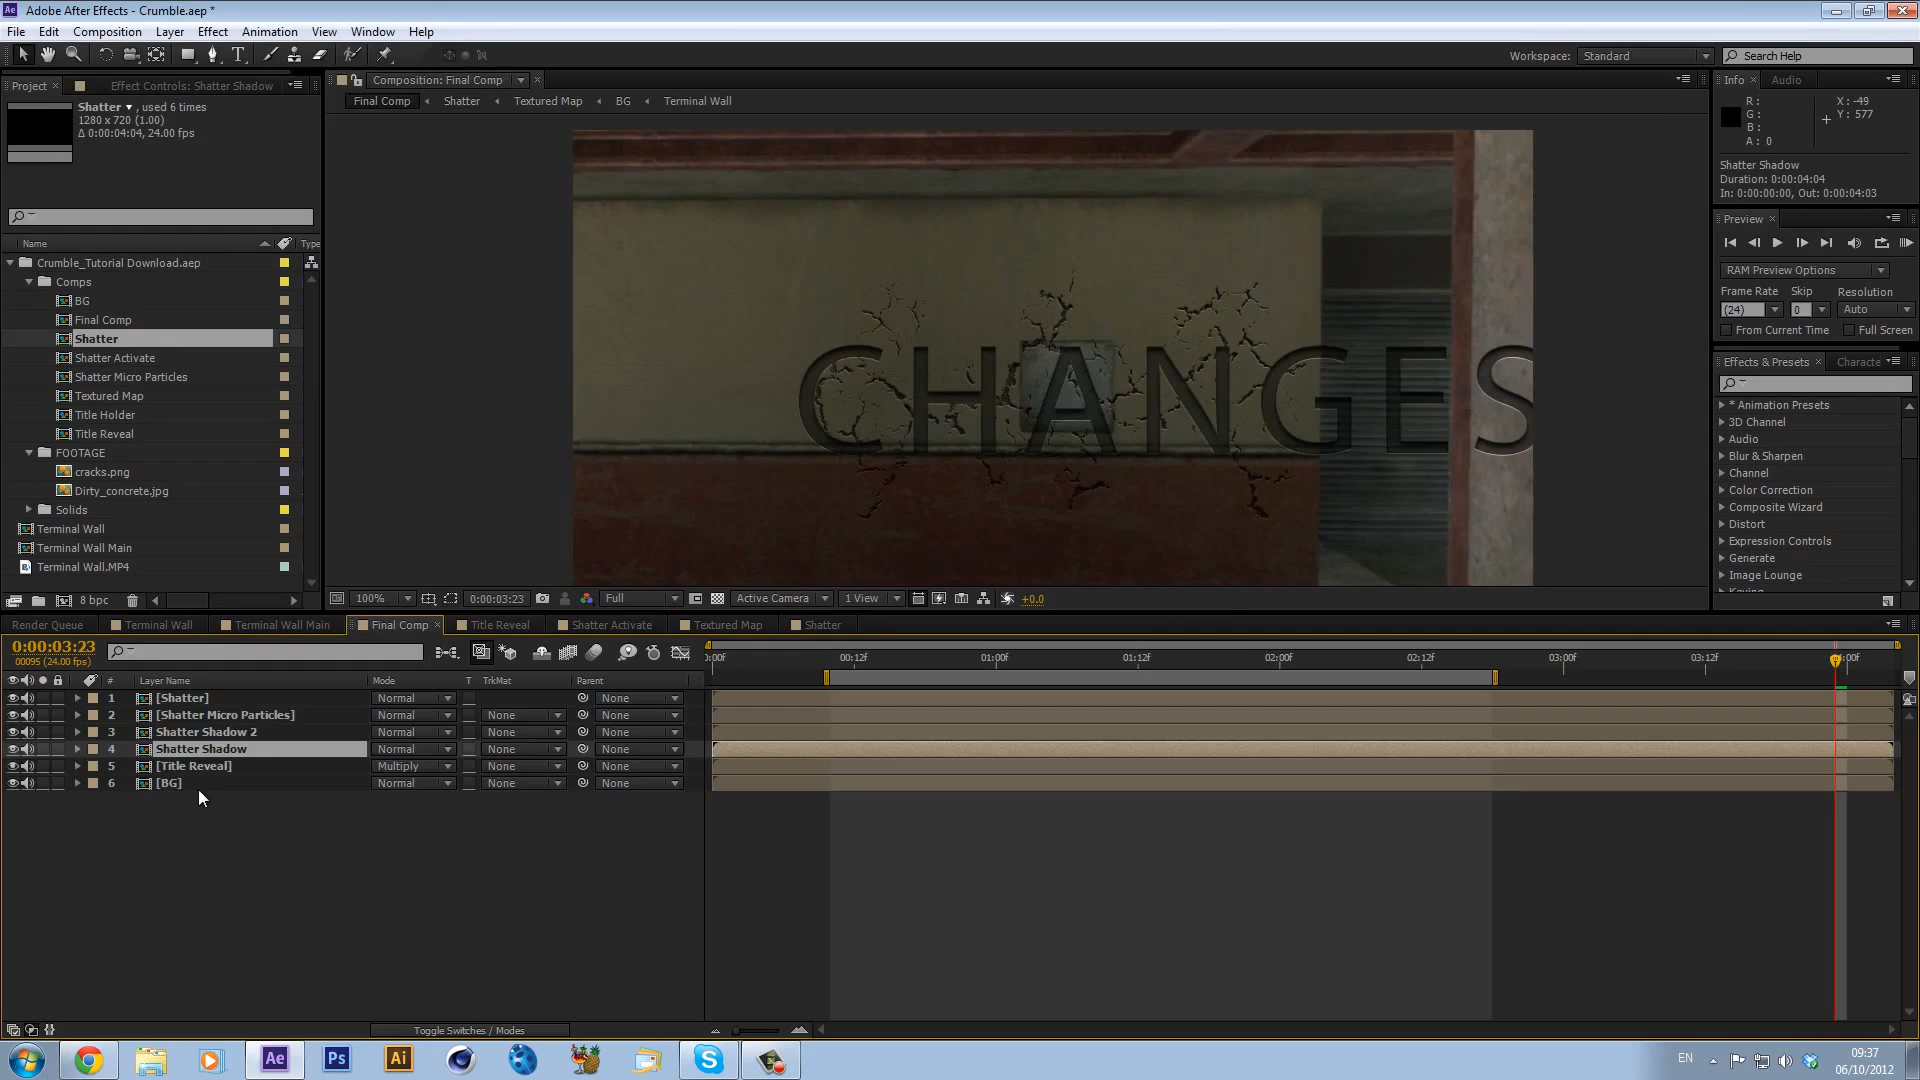 Ae Adobe After Effects - Crumble.aep *
File Edit Composition Layer Effect Animation View Window Help
T Workspace: Standard Search Help
Project × Effect Controls: Shatter Shadow
Shatter , used 6 times
1280 x 720 (1.00)
Δ 0:00:04:04, 24.00 fps
Name Type
Crumble_Tutorial Download.aep
Comps
BG
Final Comp
Shatter
Shatter Activate
Shatter Micro Particles
Textured Map
Title Holder
Title Reveal
FOOTAGE
cracks.png
Dirty_concrete.jpg
Solids
Terminal Wall
Terminal Wall Main
Terminal Wall.MP4
8 bpc
Composition: Final Comp ×
Final Comp Shatter Textured Map BG Terminal Wall
CHANGES
100% 0:00:03:23 Full Active Camera 1 View +0.0
Info × Audio
R : X : -49
G : Y : 577
B :
A : 0
Shatter Shadow
Duration: 0:00:04:04
In: 0:00:00:00, Out: 0:00:04:03
Preview ×
RAM Preview Options
Frame Rate Skip Resolution
(24) 0 Auto
From Current Time Full Screen
Effects & Presets × Characte
* Animation Presets
3D Channel
Audio
Blur & Sharpen
Channel
Color Correction
Composite Wizard
Distort
Expression Controls
Generate
Image Lounge
Keying
Render Queue Terminal Wall Terminal Wall Main Final Comp × Title Reveal Shatter Activate Textured Map Shatter
0:00:03:23
00095 (24.00 fps)
:00f 00:12f 01:00f 01:12f 02:00f 02:12f 03:00f 03:12f :00f
# Layer Name Mode T TrkMat Parent
1 [Shatter] Normal None
2 [Shatter Micro Particles] Normal None None
3 Shatter Shadow 2 Normal None None
4 Shatter Shadow Normal None None
5 [Title Reveal] Multiply None None
6 [BG] Normal None None
Toggle Switches / Modes
Ae Ps Ai EN 09:37
06/10/2012